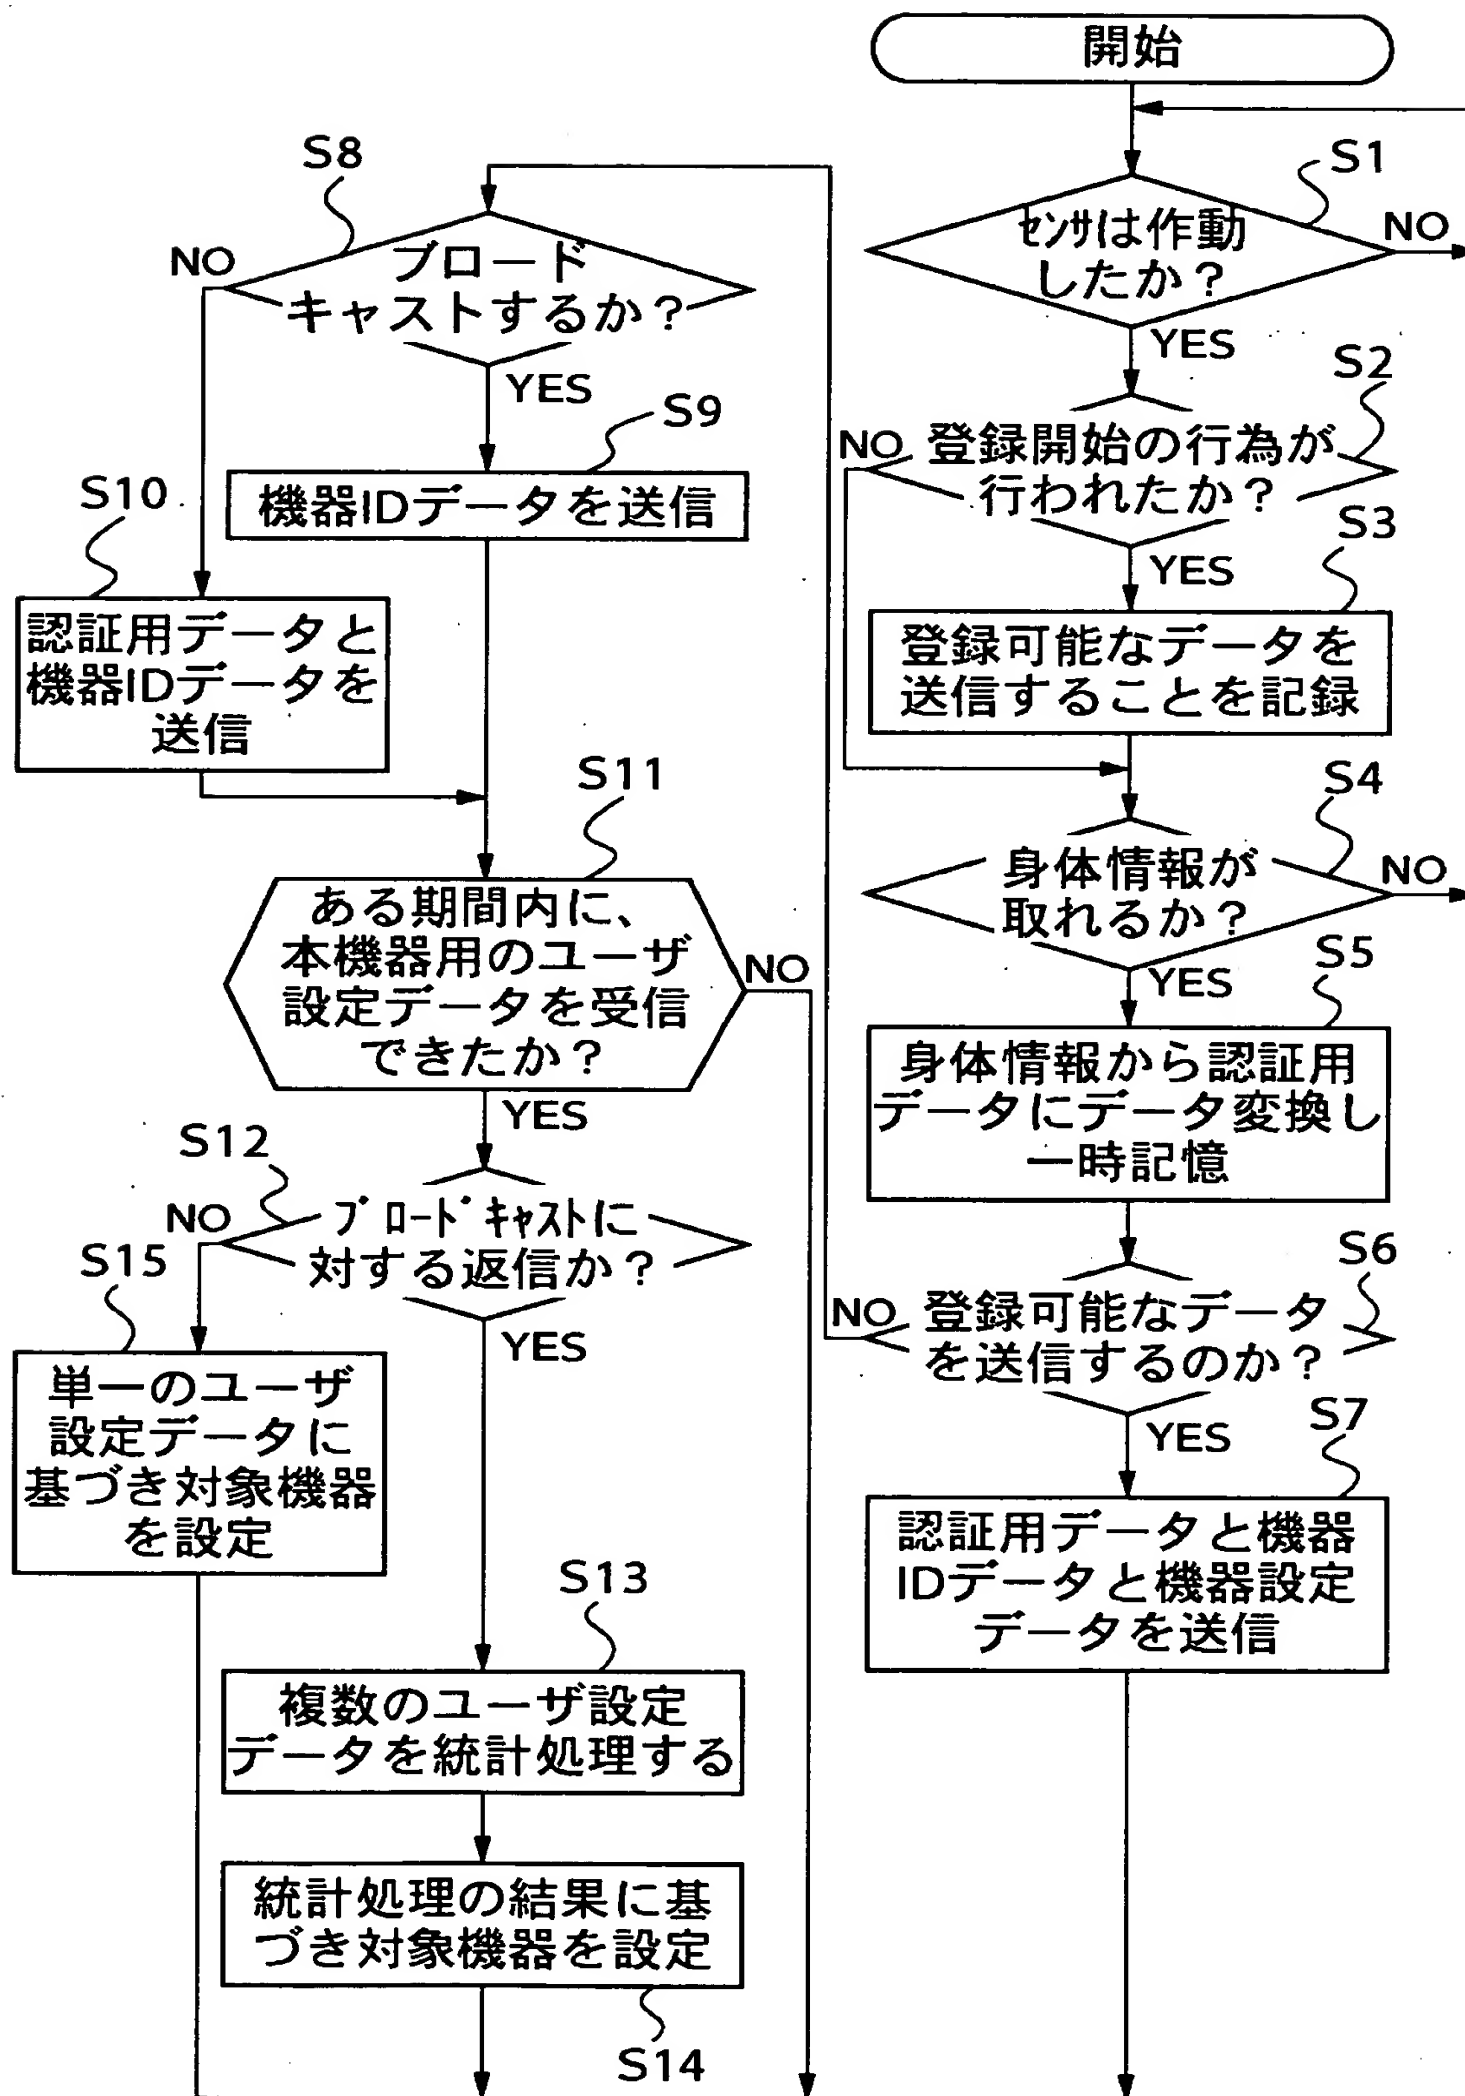 開始
S1
センサは作動
したか？
NO
YES
S2
登録開始の行為が
行われたか？
NO
YES
S3
登録可能なデータを
送信することを記録
S4
身体情報が
取れるか？
NO
YES
S5
身体情報から認証用
データにデータ変換し
一時記憶
S6
登録可能なデータ
を送信するのか？
NO
YES
S7
認証用データと機器
IDデータと機器設定
データを送信
S8
ブロード
キャストするか？
NO
YES
S9
機器IDデータを送信
S10
認証用データと
機器IDデータを
送信
S11
ある期間内に、
本機器用のユーザ
設定データを受信
できたか？
NO
YES
S12
ブロードキャストに
対する返信か？
NO
YES
S15
単一のユーザ
設定データに
基づき対象機器
を設定
S13
複数のユーザ設定
データを統計処理する
統計処理の結果に基
づき対象機器を設定
S14